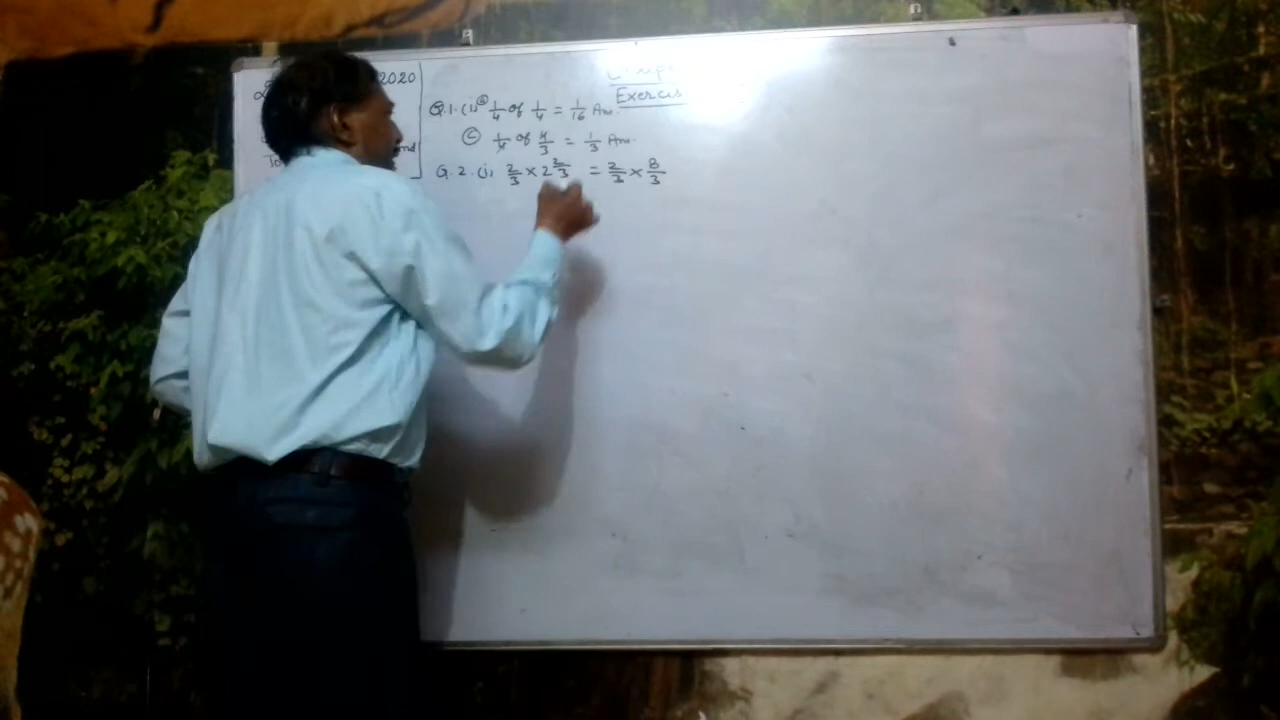 2020
Exercis
Q.1.(i) ⓐ 1/4 of 1/4 = 1/16 Ans.
ⓒ 1/4 of 4/3 = 1/3 Ans.
Q.2.(i) 2/3 × 2 2/3 = 2/3 × 8/3